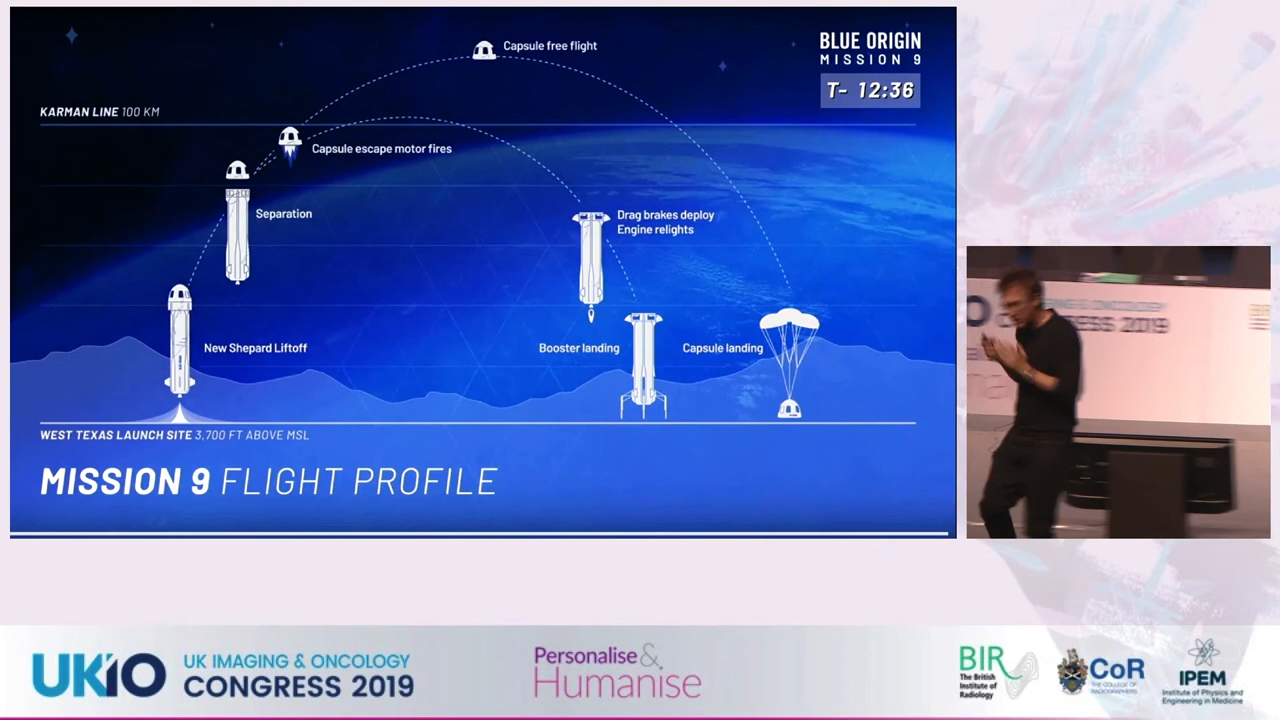 Capsule free flight
BLUE ORIGIN
MISSION 9
T- 12:36
KARMAN LINE 100 KM
Capsule escape motor fires
Separation
Drag brakes deploy
Engine relights
New Shepard Liftoff
Booster landing
Capsule landing
WEST TEXAS LAUNCH SITE 3,700 FT ABOVE MSL
MISSION 9 FLIGHT PROFILE
CONGRESS 2019
UKIO
UK IMAGING & ONCOLOGY
CONGRESS 2019
Personalise &
Humanise
BIR
The British
Institute of
Radiology
CoR
THE COLLEGE OF
RADIOGRAPHERS
IPEM
Institute of Physics and
Engineering in Medicine